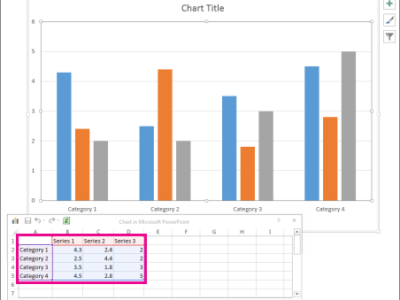 Chart Title
6
5
4
3
2
1
0
Category 1 Category 2 Category 3 Category 4
Chart in Microsoft PowerPoint
A B C D E F G H I
1 Series 1 Series 2 Series 3
2 Category 1 4.3 2.4 2
3 Category 2 2.5 4.4 2
4 Category 3 3.5 1.8 3
5 Category 4 4.5 2.8 5
6
7